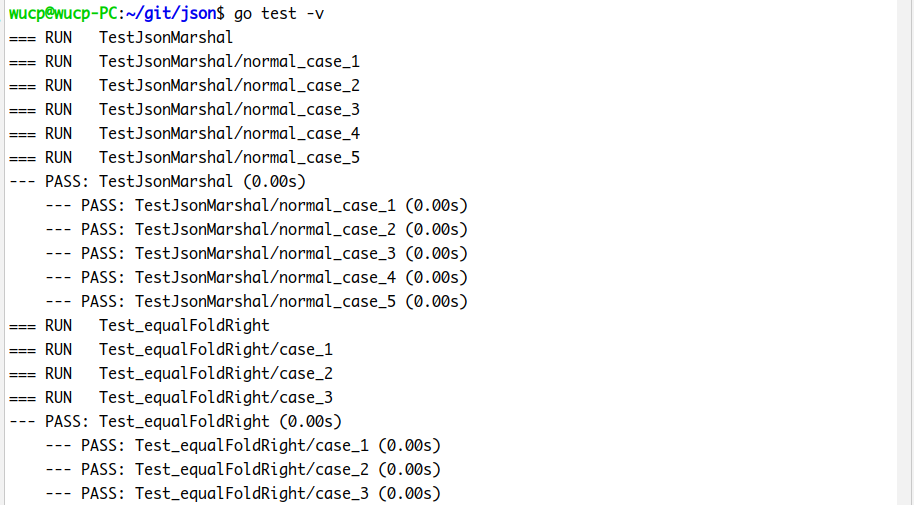 wucp@wucp-PC:~/git/json$ go test -v
=== RUN   TestJsonMarshal
=== RUN   TestJsonMarshal/normal_case_1
=== RUN   TestJsonMarshal/normal_case_2
=== RUN   TestJsonMarshal/normal_case_3
=== RUN   TestJsonMarshal/normal_case_4
=== RUN   TestJsonMarshal/normal_case_5
--- PASS: TestJsonMarshal (0.00s)
    --- PASS: TestJsonMarshal/normal_case_1 (0.00s)
    --- PASS: TestJsonMarshal/normal_case_2 (0.00s)
    --- PASS: TestJsonMarshal/normal_case_3 (0.00s)
    --- PASS: TestJsonMarshal/normal_case_4 (0.00s)
    --- PASS: TestJsonMarshal/normal_case_5 (0.00s)
=== RUN   Test_equalFoldRight
=== RUN   Test_equalFoldRight/case_1
=== RUN   Test_equalFoldRight/case_2
=== RUN   Test_equalFoldRight/case_3
--- PASS: Test_equalFoldRight (0.00s)
    --- PASS: Test_equalFoldRight/case_1 (0.00s)
    --- PASS: Test_equalFoldRight/case_2 (0.00s)
    --- PASS: Test_equalFoldRight/case_3 (0.00s)